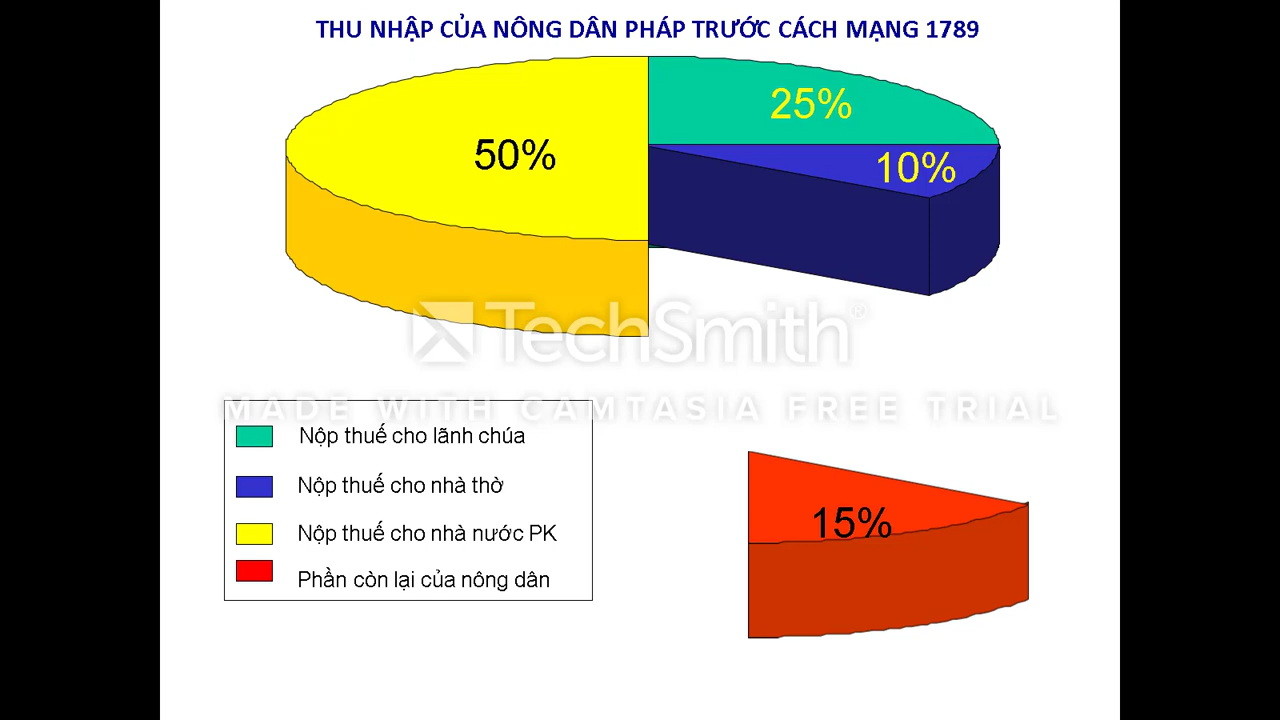 THU NHẬP CỦA NÔNG DÂN PHÁP TRƯỚC CÁCH MẠNG 1789
25%
50%
10%
TechSmith®
MADE WITH CAMTASIA FREE TRIAL
Nộp thuế cho lãnh chúa
Nộp thuế cho nhà thờ
Nộp thuế cho nhà nước PK
Phần còn lại của nông dân
15%